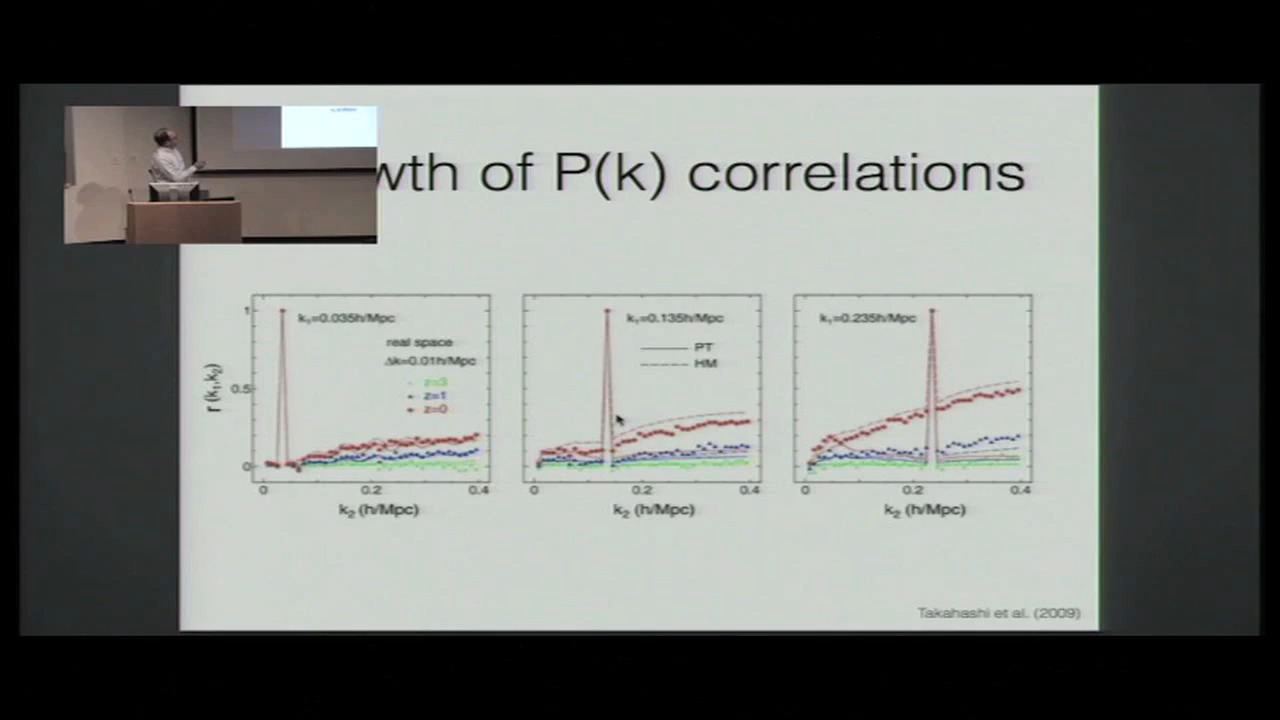 wth of P(k) correlations
k₁=0.035h/Mpc
real space
Δk=0.01h/Mpc
z=3
z=1
z=0
r (k₁,k₂)
1
0.5
0
0 0.2 0.4
k₂ (h/Mpc)
k₁=0.135h/Mpc
PT
HM
0 0.2 0.4
k₂ (h/Mpc)
k₁=0.235h/Mpc
0 0.2 0.4
k₂ (h/Mpc)
Takahashi et al. (2009)